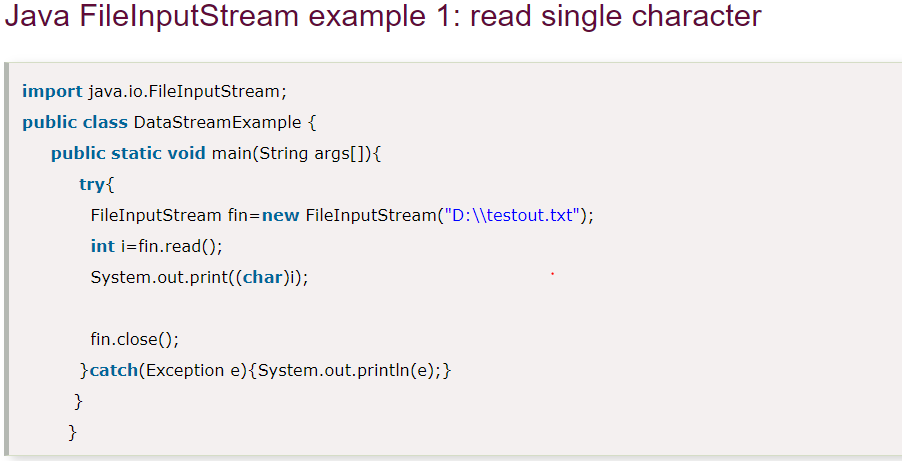 Java FileInputStream example 1: read single character
import java.io.FileInputStream;
public class DataStreamExample {
public static void main(String args[]){
try{
FileInputStream fin=new FileInputStream("D:\\testout.txt");
int i=fin.read();
System.out.print((char)i);
fin.close();
}catch(Exception e){System.out.println(e);}
}
}